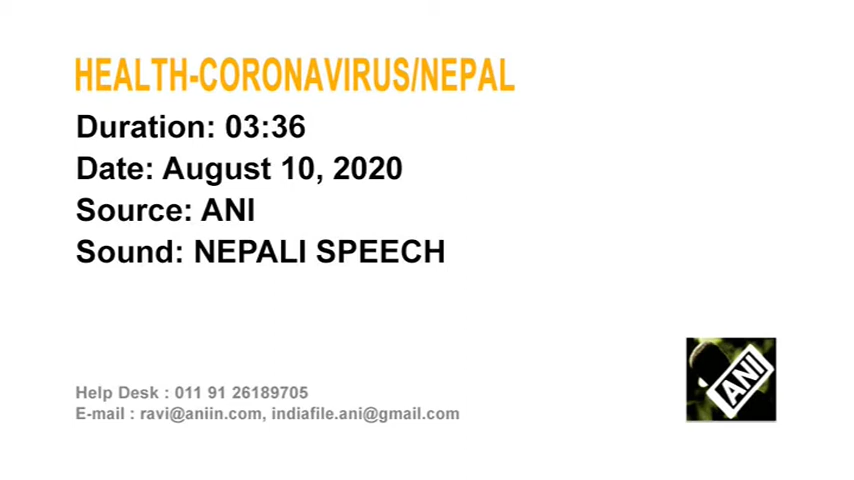 HEALTH-CORONAVIRUS/NEPAL
Duration: 03:36
Date: August 10, 2020
Source: ANI
Sound: NEPALI SPEECH
Help Desk : 011 91 26189705
E-mail : ravi@aniin.com, indiafile.ani@gmail.com
ANI